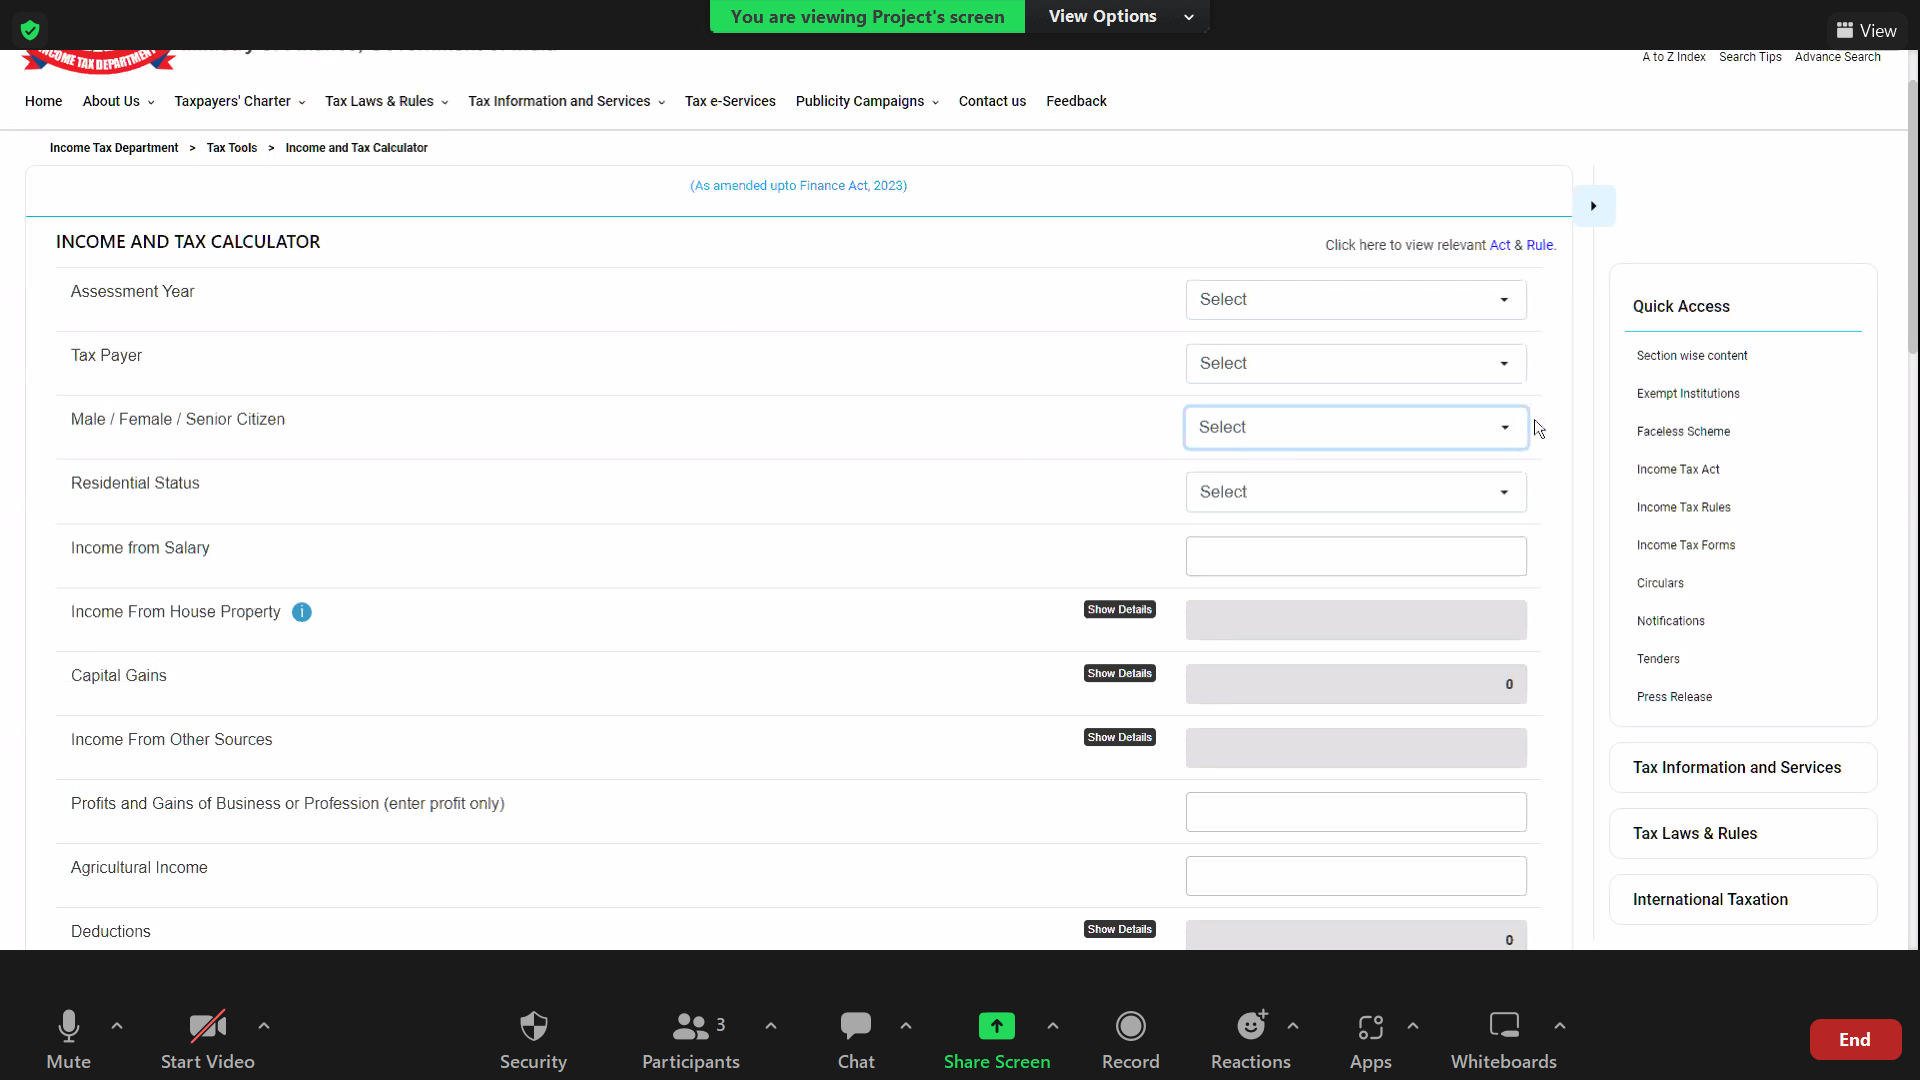 You are viewing Project's screen
View Options
View
INCOME TAX DEPARTMENT
A to Z Index Search Tips Advance Search
Home About Us Taxpayers' Charter Tax Laws & Rules Tax Information and Services Tax e-Services Publicity Campaigns Contact us Feedback
Income Tax Department > Tax Tools > Income and Tax Calculator
(As amended upto Finance Act, 2023)
INCOME AND TAX CALCULATOR
Click here to view relevant Act & Rule.
Assessment Year Select
Tax Payer Select
Male / Female / Senior Citizen Select
Residential Status Select
Income from Salary
Income From House Property i Show Details
Capital Gains Show Details 0
Income From Other Sources Show Details
Profits and Gains of Business or Profession (enter profit only)
Agricultural Income
Deductions Show Details 0
Quick Access
Section wise content
Exempt Institutions
Faceless Scheme
Income Tax Act
Income Tax Rules
Income Tax Forms
Circulars
Notifications
Tenders
Press Release
Tax Information and Services
Tax Laws & Rules
International Taxation
Mute
Start Video
Security
3
Participants
Chat
Share Screen
Record
Reactions
Apps
Whiteboards
End